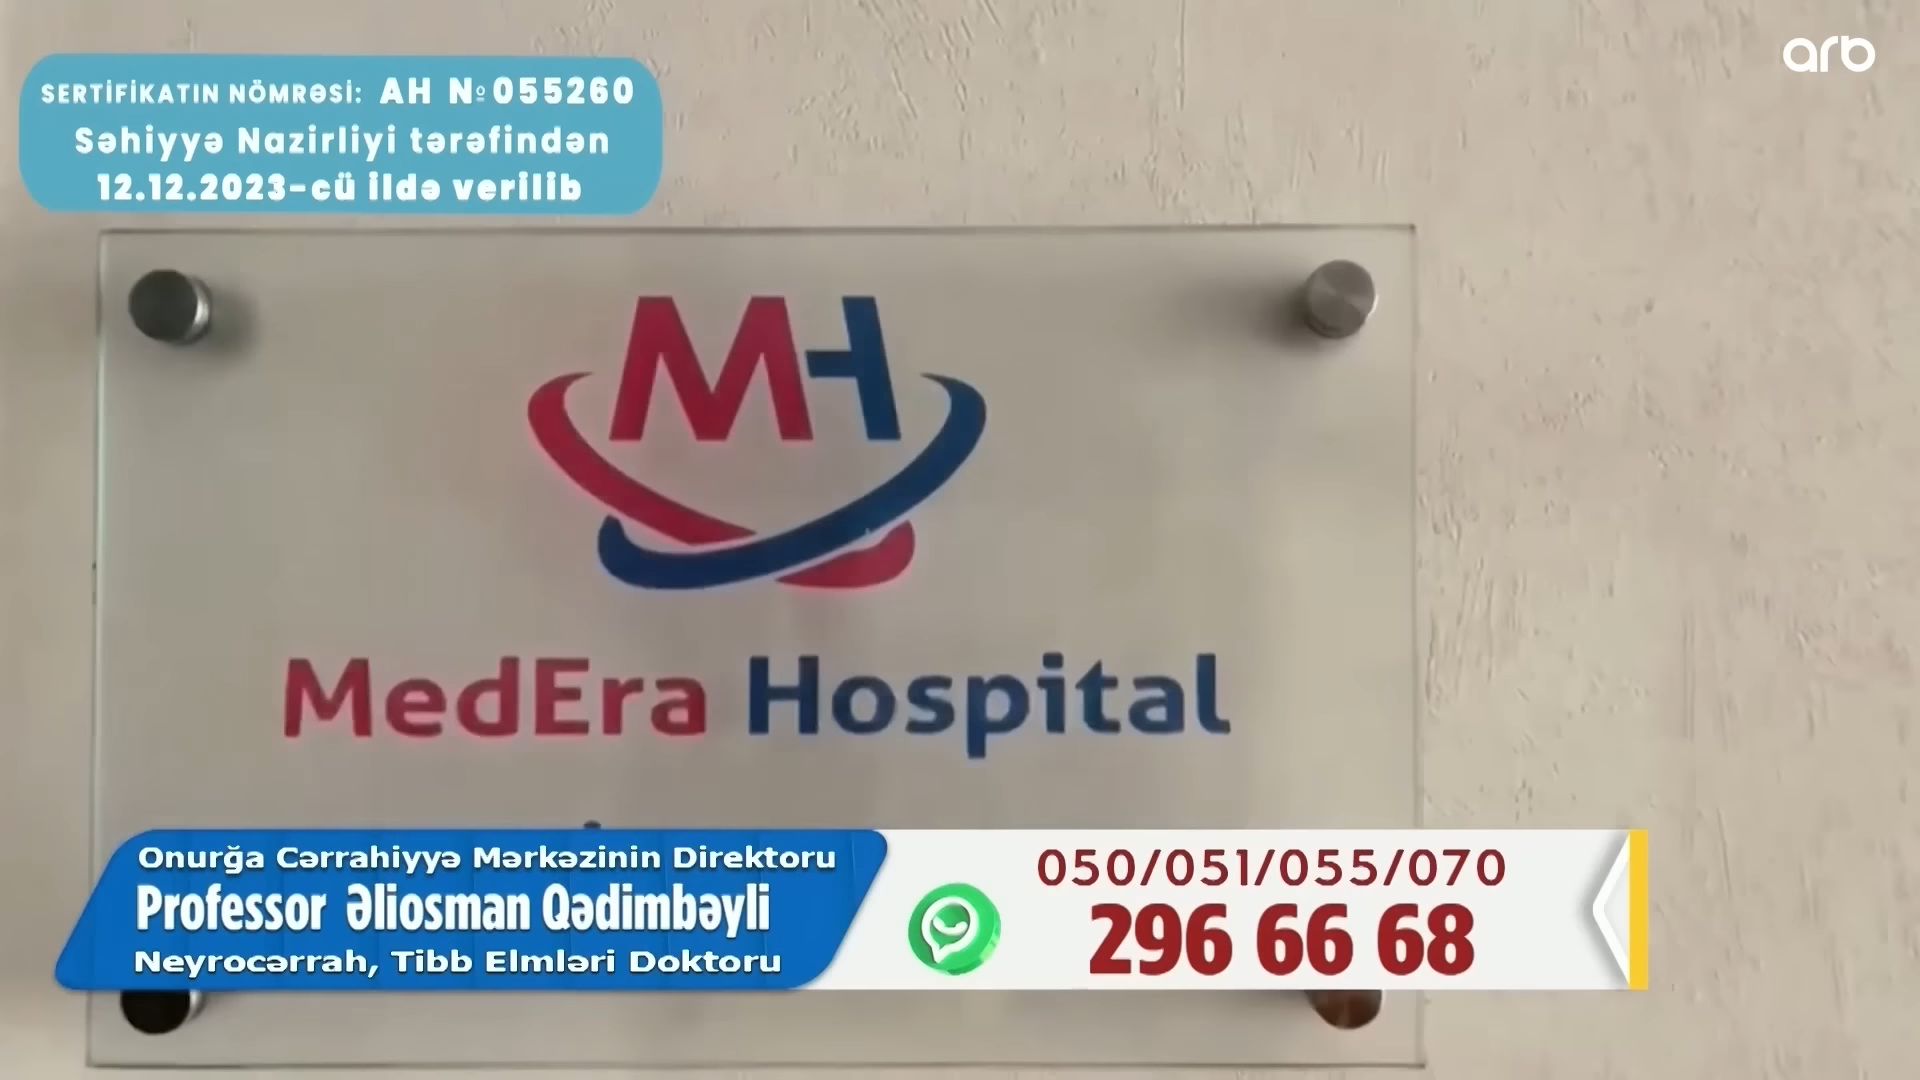 arb
SERTİFİKATIN NÖMRƏSİ: AH №055260
Səhiyyə Nazirliyi tərəfindən
12.12.2023-cü ildə verilib
MH
MedEra Hospital
Onurğa Cərrahiyyə Mərkəzinin Direktoru
Professor Əliosman Qədimbəyli
Neyrocərrah, Tibb Elmləri Doktoru
050/051/055/070
296 66 68